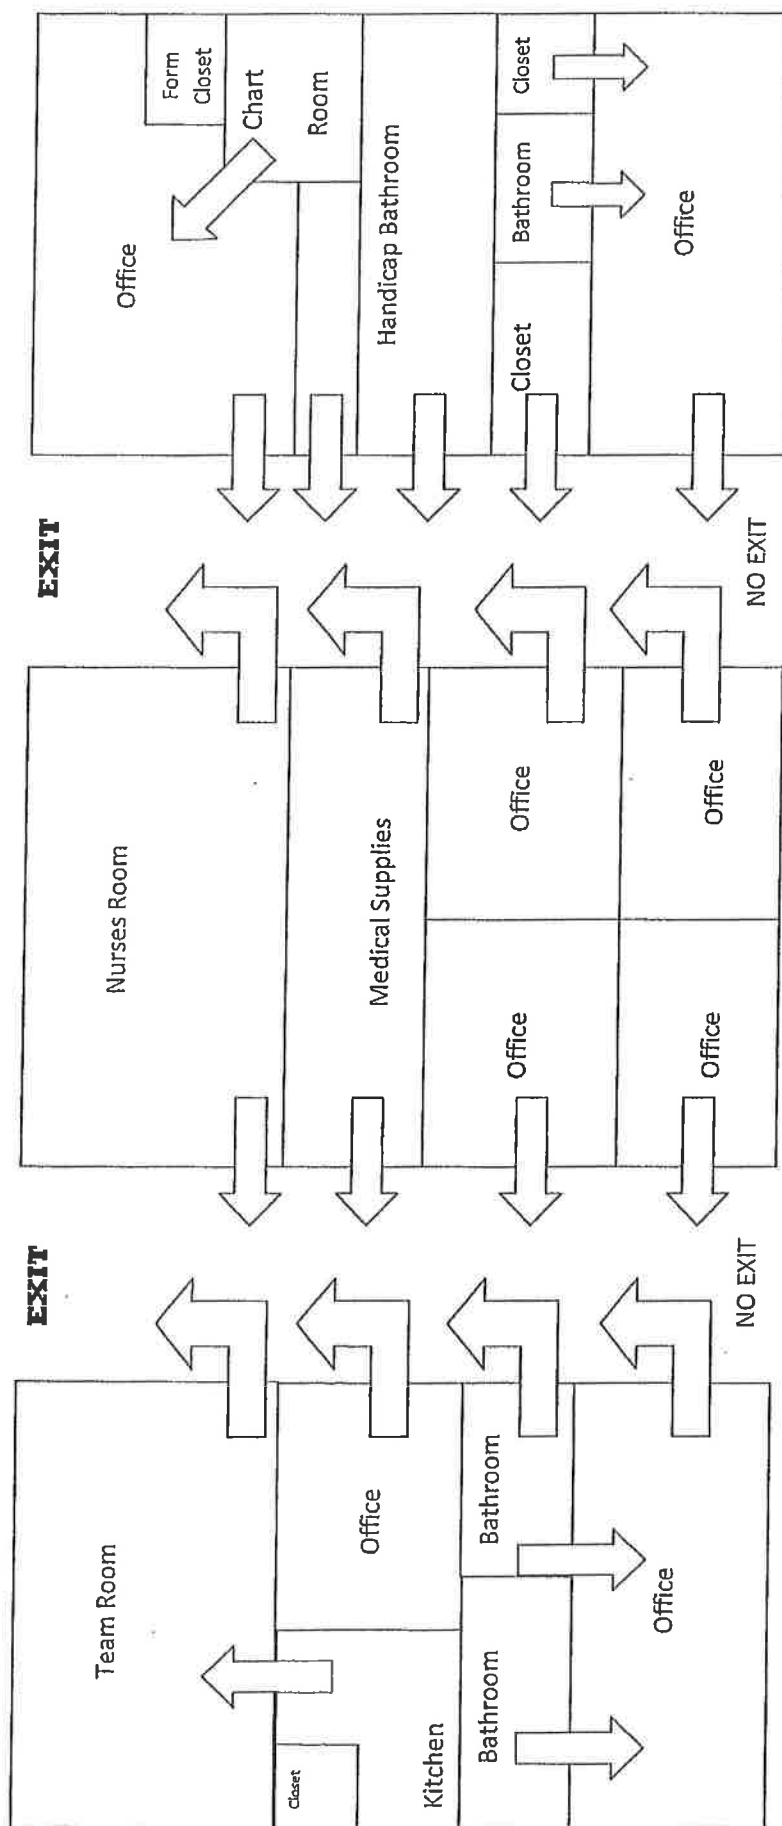 Team Room
Closet
Kitchen
Office
Bathroom
Bathroom
Office
EXIT
NO EXIT
Nurses Room
Medical Supplies
Office
Office
Office
Office
EXIT
NO EXIT
Office
Form
Closet
Chart
Room
Handicap Bathroom
Closet
Bathroom
Closet
Office